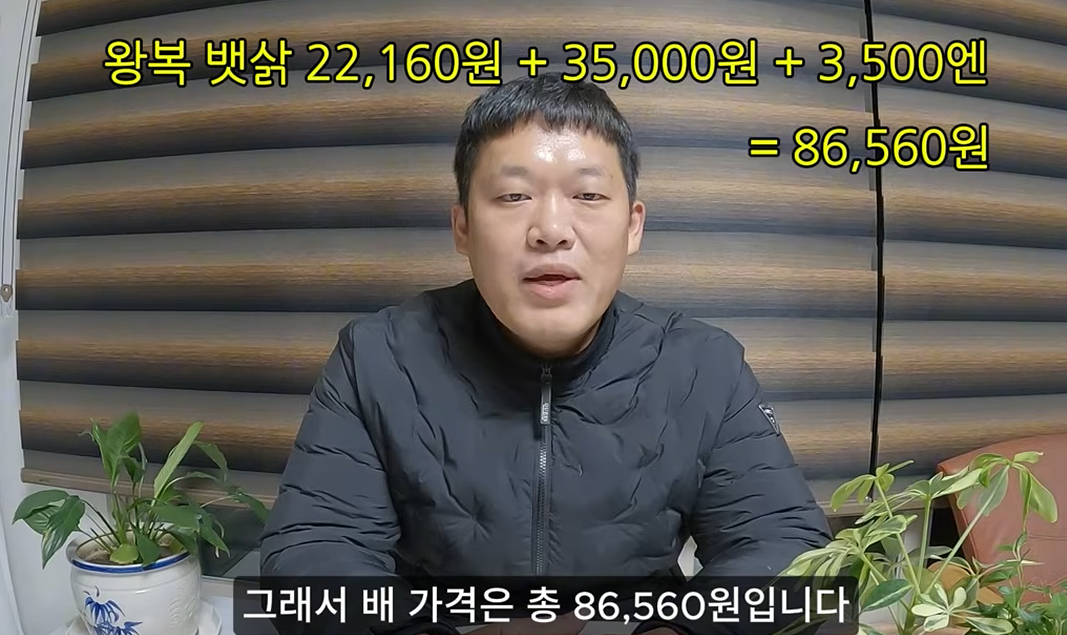 왕복 뱃삵 22,160원 + 35,000원 + 3,500엔
= 86,560원
그래서 배 가격은 총 86,560원입니다